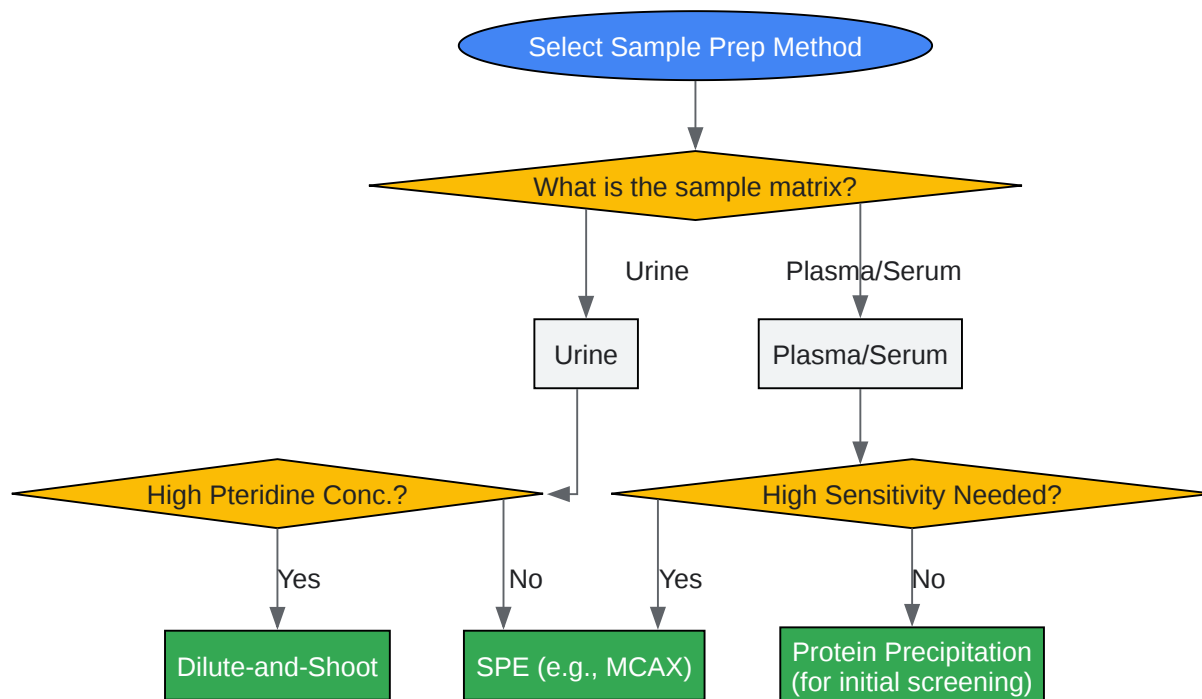 Select Sample Prep Method
What is the sample matrix?
Urine
Plasma/Serum
Urine
Plasma/Serum
High Pteridine Conc.?
High Sensitivity Needed?
Yes
No
Yes
No
Dilute-and-Shoot
SPE (e.g., MCAX)
Protein Precipitation
(for initial screening)